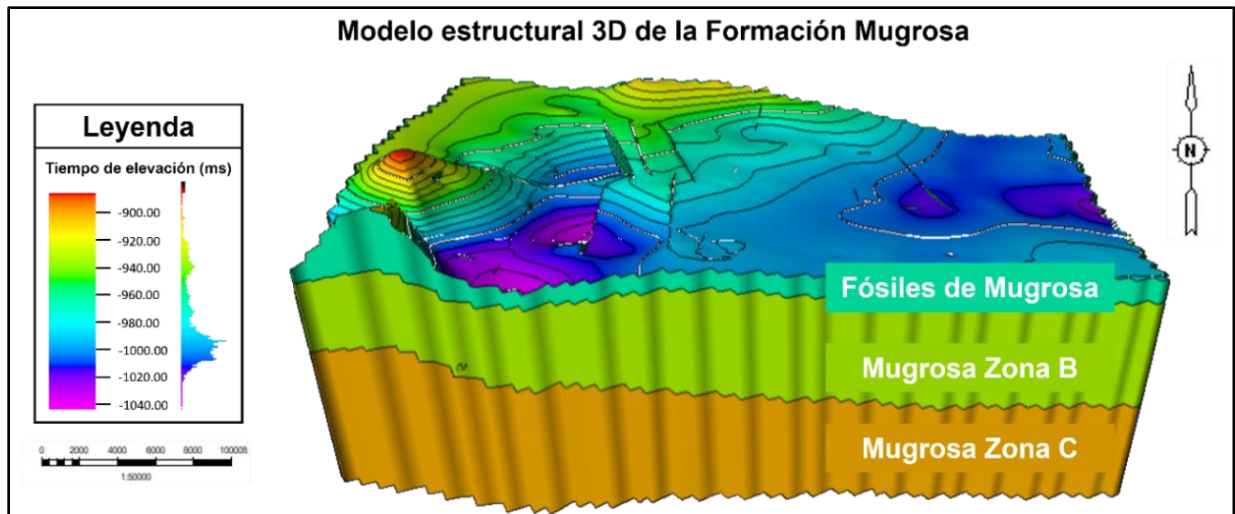 Modelo estructural 3D de la Formación Mugrosa
Leyenda
Tiempo de elevación (ms)
-900.00
-920.00
-940.00
-960.00
-980.00
-1000.00
-1020.00
-1040.00
0 2000 4000 6000 8000 10000ft
1:50000
N
Fósiles de Mugrosa
Mugrosa Zona B
Mugrosa Zona C